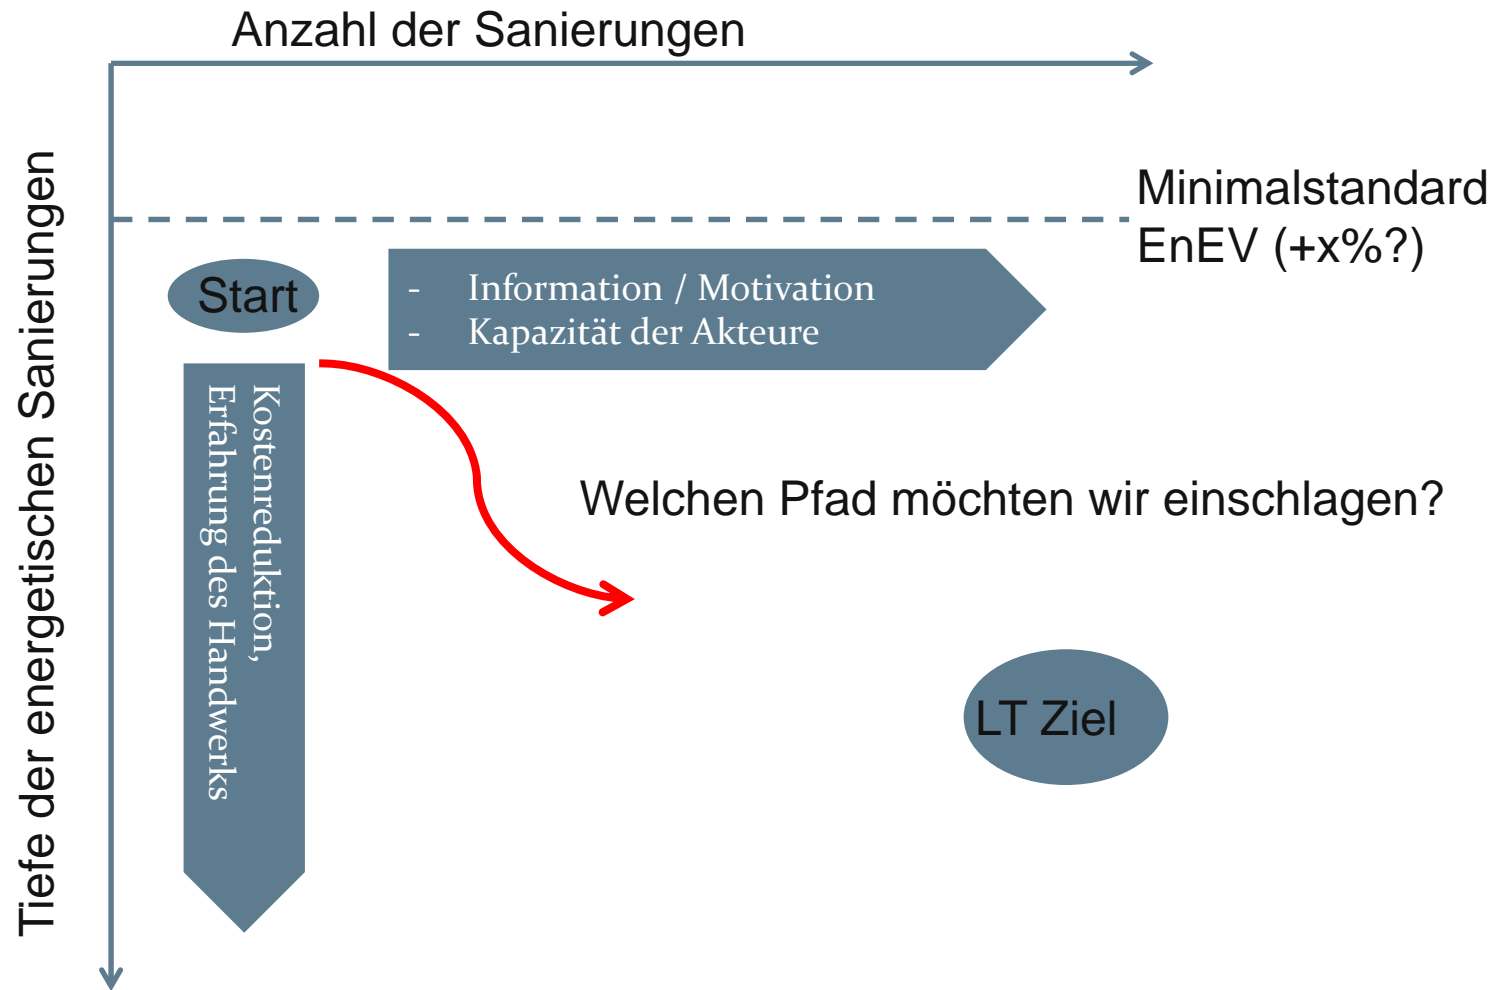 Anzahl der Sanierungen
Tiefe der energetischen Sanierungen
Minimalstandard
EnEV (+x%?)
Start
- Information / Motivation
- Kapazität der Akteure
Kostenreduktion,
Erfahrung des Handwerks
Welchen Pfad möchten wir einschlagen?
LT Ziel